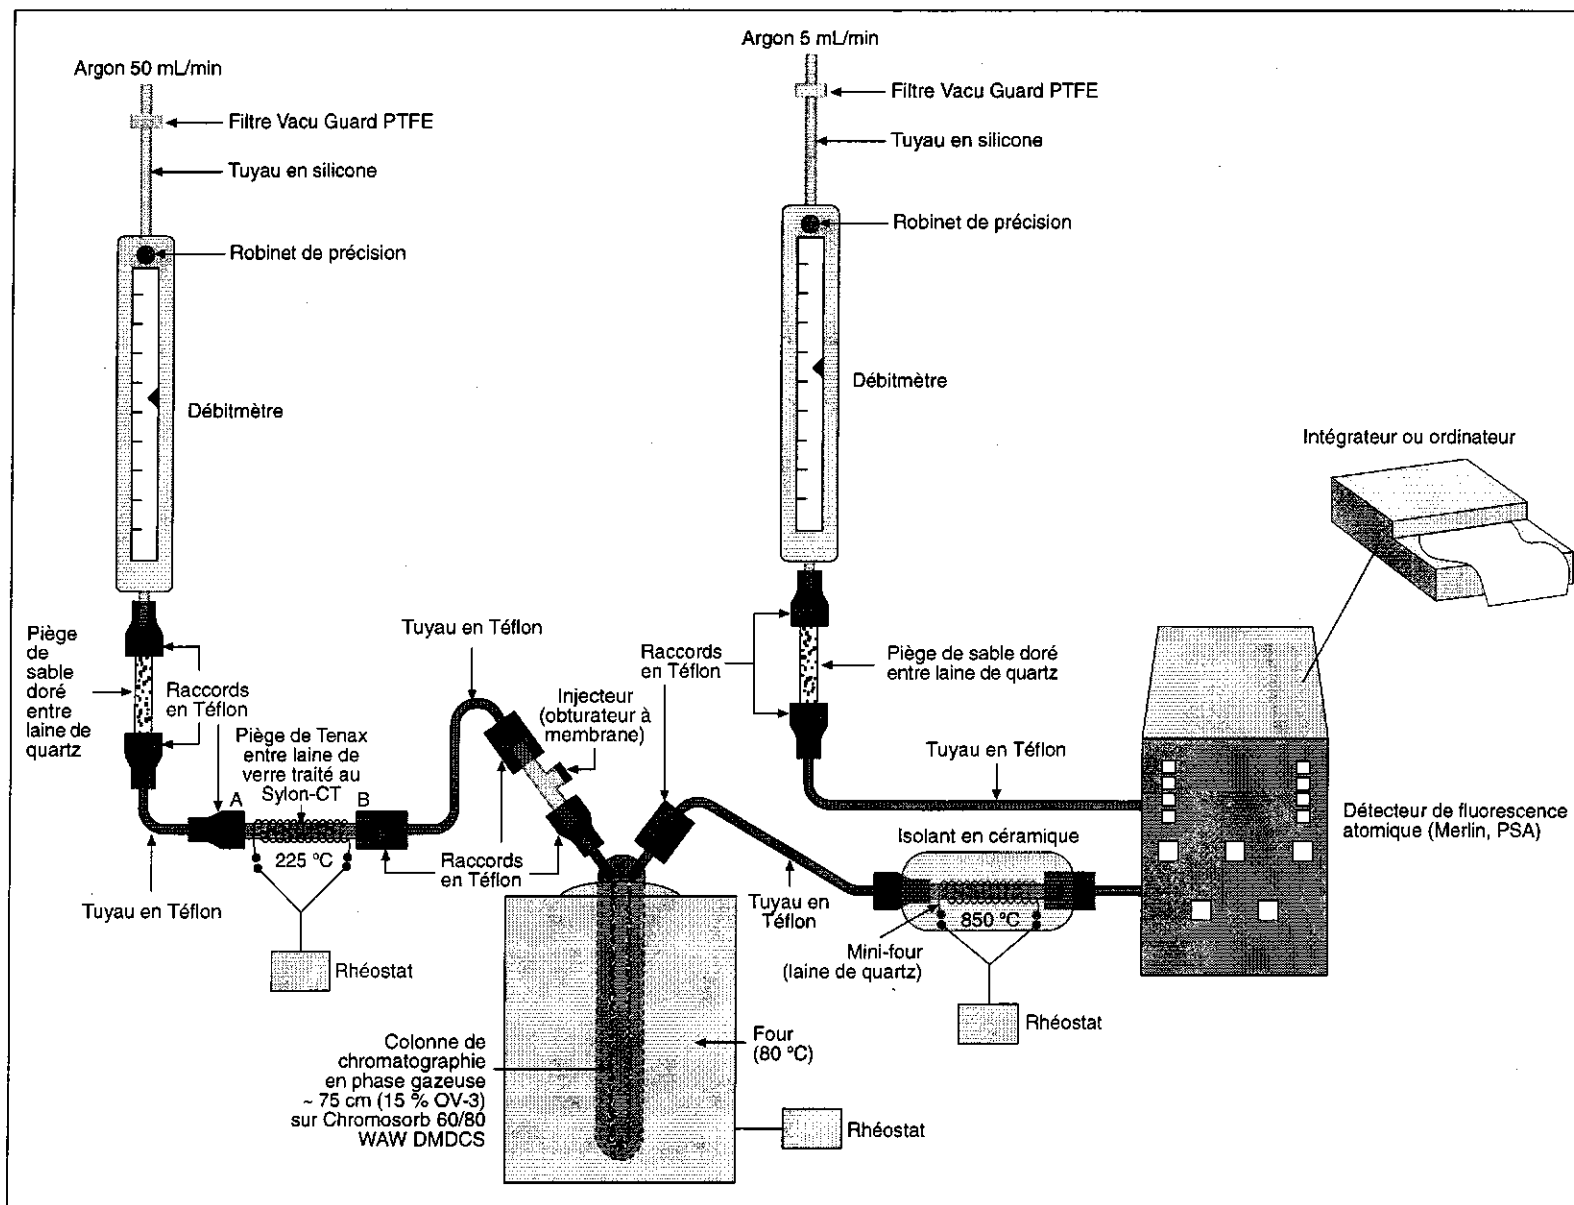 Argon 50 mL/min
Filtre Vacu Guard PTFE
Tuyau en silicone
Robinet de précision
Débitmètre
Argon 5 mL/min
Filtre Vacu Guard PTFE
Tuyau en silicone
Robinet de précision
Débitmètre
Intégrateur ou ordinateur
Piège
de
sable
doré
entre
laine de
quartz
Raccords
en Téflon
Tuyau en Téflon
Piège de Tenax
entre laine de
verre traité au
Sylon-CT
A
B
225 °C
Tuyau en Téflon
Rhéostat
Injecteur
(obturateur à
membrane)
Raccords
en Téflon
Raccords
en Téflon
Piège de sable doré
entre laine de quartz
Tuyau en Téflon
Détecteur de fluorescence
atomique (Merlin, PSA)
Isolant en céramique
850 °C
Tuyau en
Téflon
Mini-four
(laine de quartz)
Rhéostat
Colonne de
chromatographie
en phase gazeuse
~ 75 cm (15 % OV-3)
sur Chromosorb 60/80
WAW DMDCS
Four
(80 °C)
Rhéostat